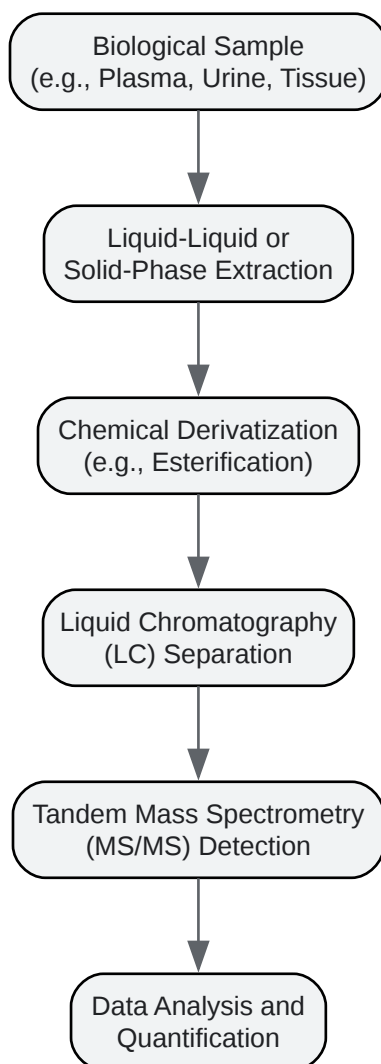 Biological Sample
(e.g., Plasma, Urine, Tissue)
Liquid-Liquid or
Solid-Phase Extraction
Chemical Derivatization
(e.g., Esterification)
Liquid Chromatography
(LC) Separation
Tandem Mass Spectrometry
(MS/MS) Detection
Data Analysis and
Quantification